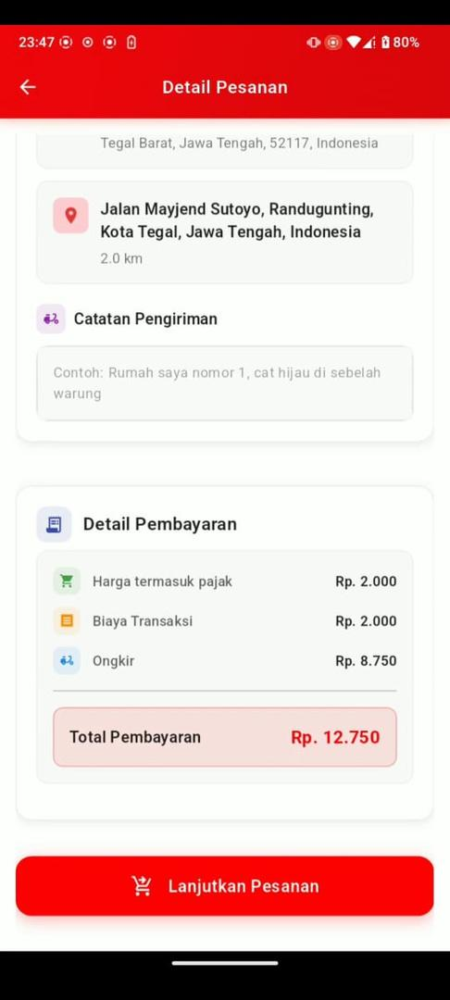 23:47
80%
Detail Pesanan
Tegal Barat, Jawa Tengah, 52117, Indonesia
Jalan Mayjend Sutoyo, Randugunting,
Kota Tegal, Jawa Tengah, Indonesia
2.0 km
Catatan Pengiriman
Contoh: Rumah saya nomor 1, cat hijau di sebelah
warung
Detail Pembayaran
Harga termasuk pajak Rp. 2.000
Biaya Transaksi Rp. 2.000
Ongkir Rp. 8.750
Total Pembayaran Rp. 12.750
Lanjutkan Pesanan